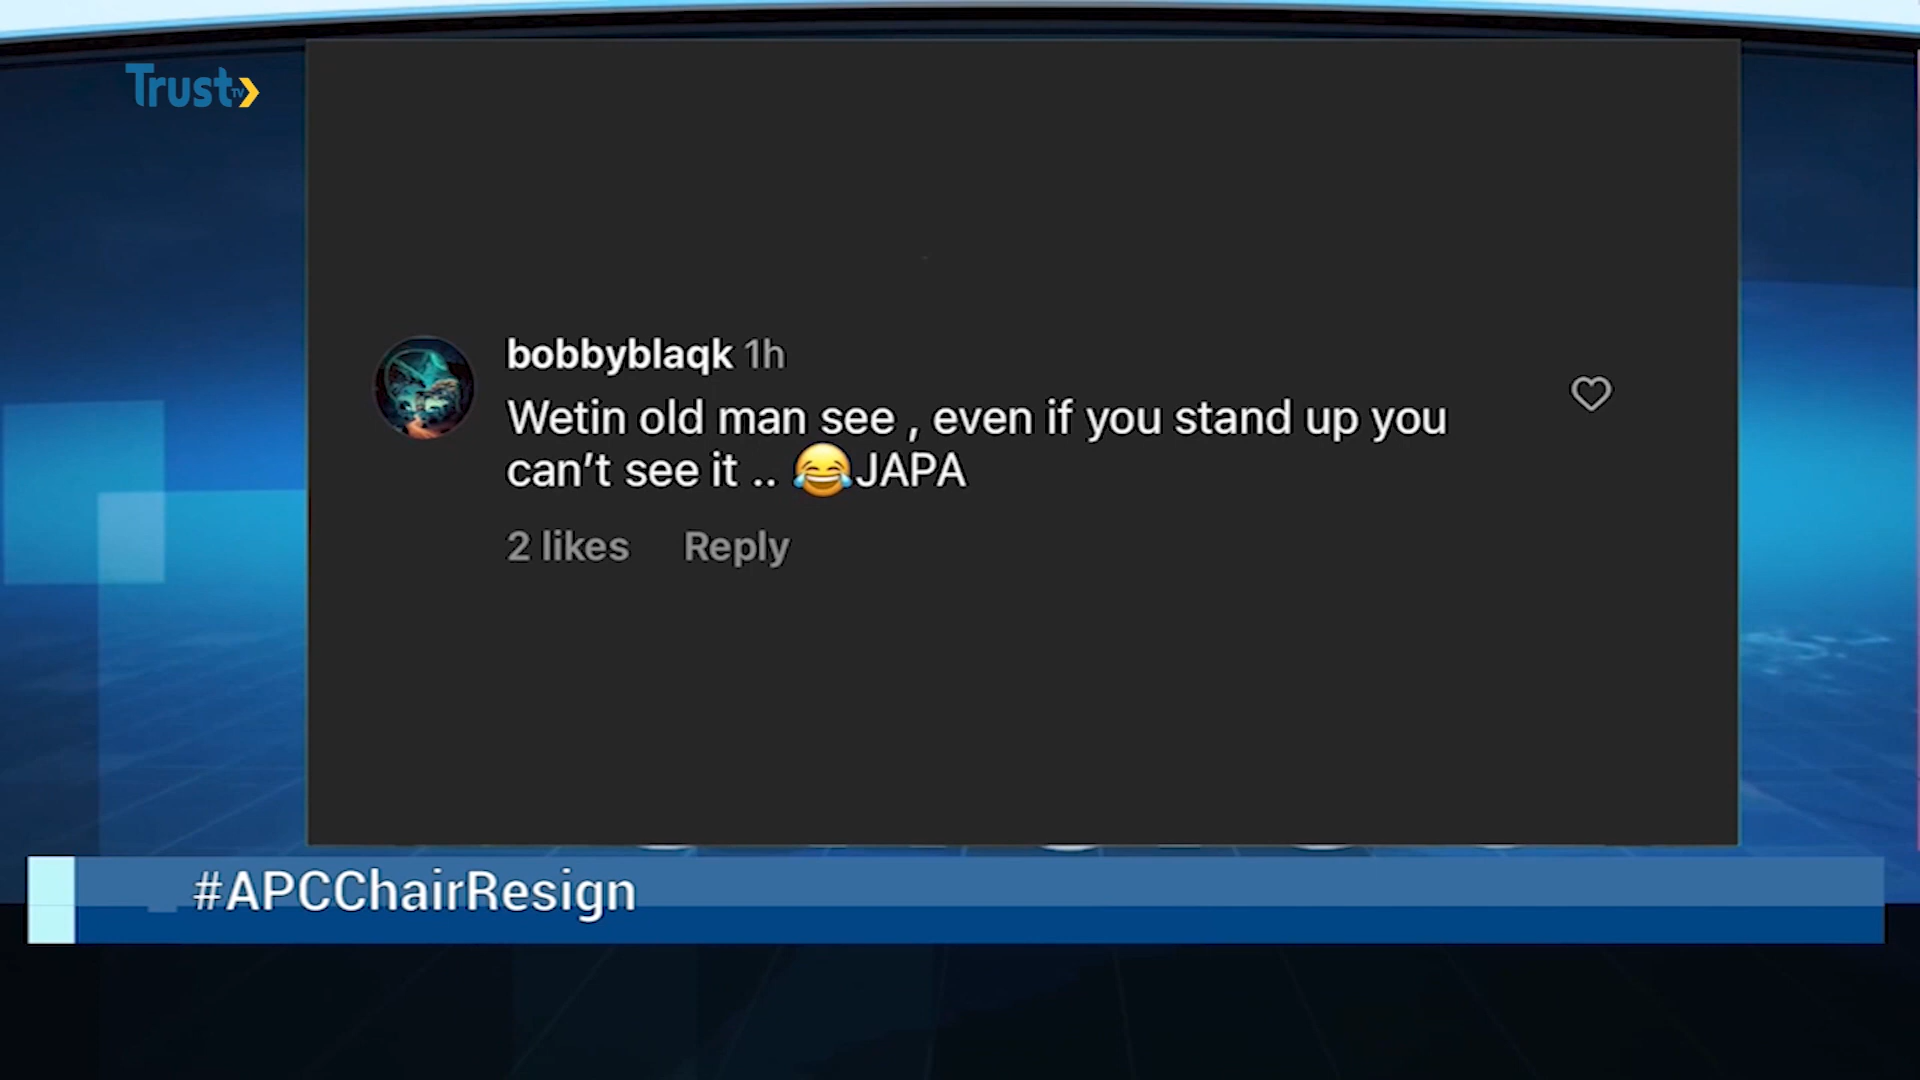 Trust TV
bobbyblaqk 1h
Wetin old man see , even if you stand up you
can't see it .. 😂JAPA
2 likes Reply
#APCChairResign